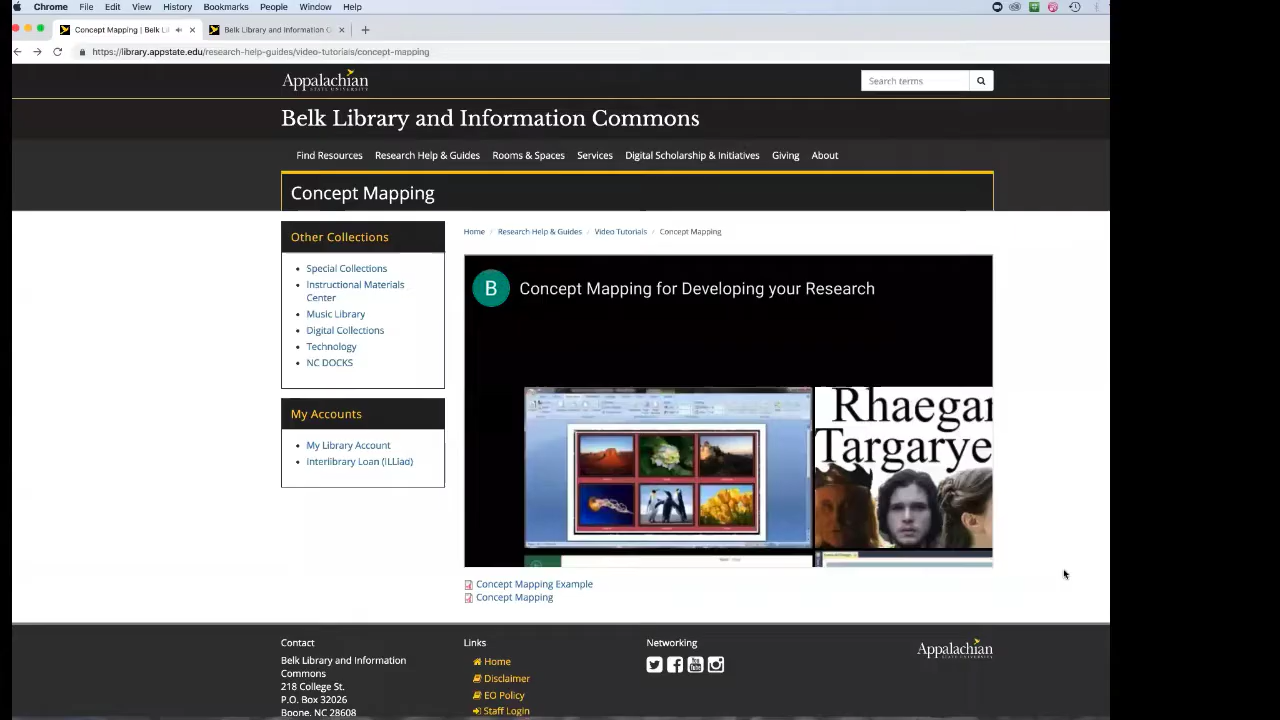 Chrome File Edit View History Bookmarks People Window Help
Concept Mapping | Belk Li
Belk Library and Information C
https://library.appstate.edu/research-help-guides/video-tutorials/concept-mapping
Appalachian
STATE UNIVERSITY
Search terms
Belk Library and Information Commons
Find Resources Research Help & Guides Rooms & Spaces Services Digital Scholarship & Initiatives Giving About
Concept Mapping
Other Collections
Special Collections
Instructional Materials
Center
Music Library
Digital Collections
Technology
NC DOCKS
My Accounts
My Library Account
Interlibrary Loan (ILLiad)
Home / Research Help & Guides / Video Tutorials / Concept Mapping
B
Concept Mapping for Developing your Research
Rhaegar
Targarye
Concept Mapping Example
Concept Mapping
Contact
Belk Library and Information
Commons
218 College St.
P.O. Box 32026
Boone, NC 28608
Links
Home
Disclaimer
EO Policy
Staff Login
Networking
Appalachian
STATE UNIVERSITY